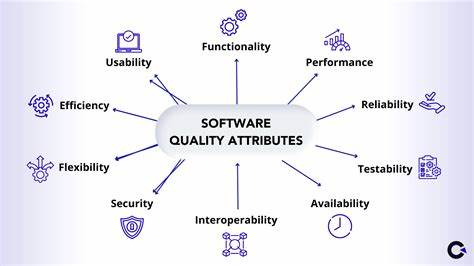 Functionality
Usability
Performance
Efficiency
Reliability
SOFTWARE
QUALITY ATTRIBUTES
Flexibility
Testability
Security
Availability
Interoperability